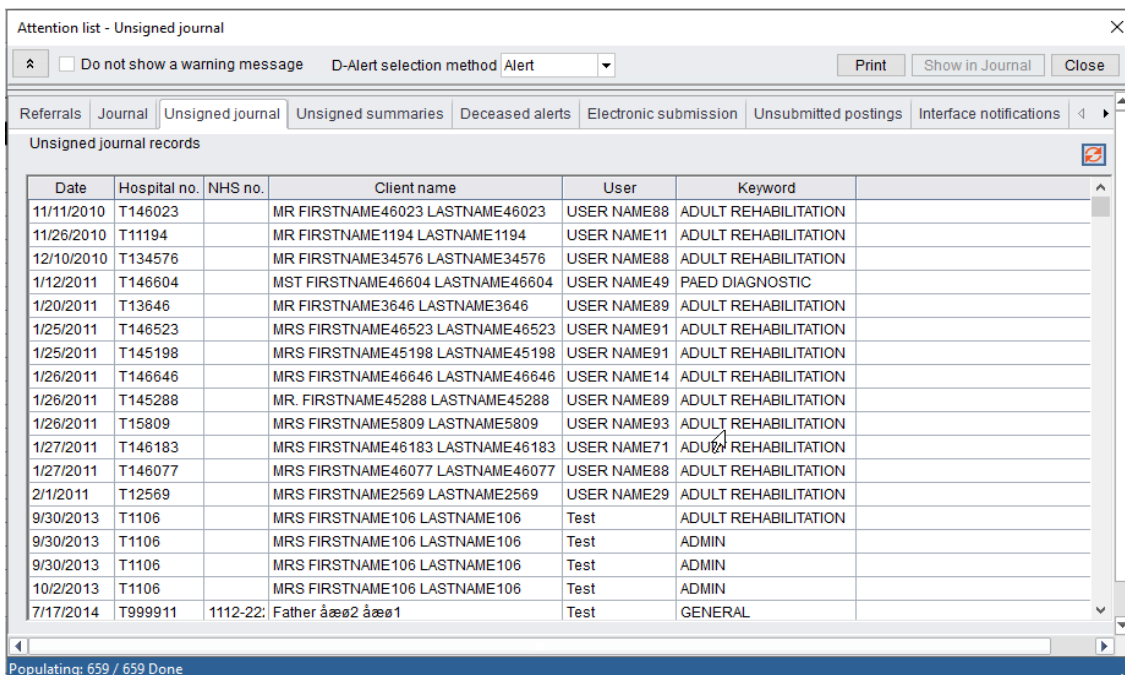 Attention list - Unsigned journal
Do not show a warning message D-Alert selection method Alert Print Show in Journal Close
Referrals Journal Unsigned journal Unsigned summaries Deceased alerts Electronic submission Unsubmitted postings Interface notifications
Unsigned journal records
Date Hospital no. NHS no. Client name User Keyword
11/11/2010 T146023 MR FIRSTNAME46023 LASTNAME46023 USER NAME88 ADULT REHABILITATION
11/26/2010 T11194 MR FIRSTNAME1194 LASTNAME1194 USER NAME11 ADULT REHABILITATION
12/10/2010 T134576 MR FIRSTNAME34576 LASTNAME34576 USER NAME88 ADULT REHABILITATION
1/12/2011 T146604 MST FIRSTNAME46604 LASTNAME46604 USER NAME49 PAED DIAGNOSTIC
1/20/2011 T13646 MR FIRSTNAME3646 LASTNAME3646 USER NAME89 ADULT REHABILITATION
1/25/2011 T146523 MRS FIRSTNAME46523 LASTNAME46523 USER NAME91 ADULT REHABILITATION
1/25/2011 T145198 MRS FIRSTNAME45198 LASTNAME45198 USER NAME91 ADULT REHABILITATION
1/26/2011 T146646 MRS FIRSTNAME46646 LASTNAME46646 USER NAME14 ADULT REHABILITATION
1/26/2011 T145288 MR. FIRSTNAME45288 LASTNAME45288 USER NAME89 ADULT REHABILITATION
1/26/2011 T15809 MRS FIRSTNAME5809 LASTNAME5809 USER NAME93 ADULT REHABILITATION
1/27/2011 T146183 MRS FIRSTNAME46183 LASTNAME46183 USER NAME71 ADULT REHABILITATION
1/27/2011 T146077 MRS FIRSTNAME46077 LASTNAME46077 USER NAME88 ADULT REHABILITATION
2/1/2011 T12569 MRS FIRSTNAME2569 LASTNAME2569 USER NAME29 ADULT REHABILITATION
9/30/2013 T1106 MRS FIRSTNAME106 LASTNAME106 Test ADULT REHABILITATION
9/30/2013 T1106 MRS FIRSTNAME106 LASTNAME106 Test ADMIN
9/30/2013 T1106 MRS FIRSTNAME106 LASTNAME106 Test ADMIN
10/2/2013 T1106 MRS FIRSTNAME106 LASTNAME106 Test ADMIN
7/17/2014 T999911 1112-22 Father åæø2 åæø1 Test GENERAL
Populating: 659 / 659 Done